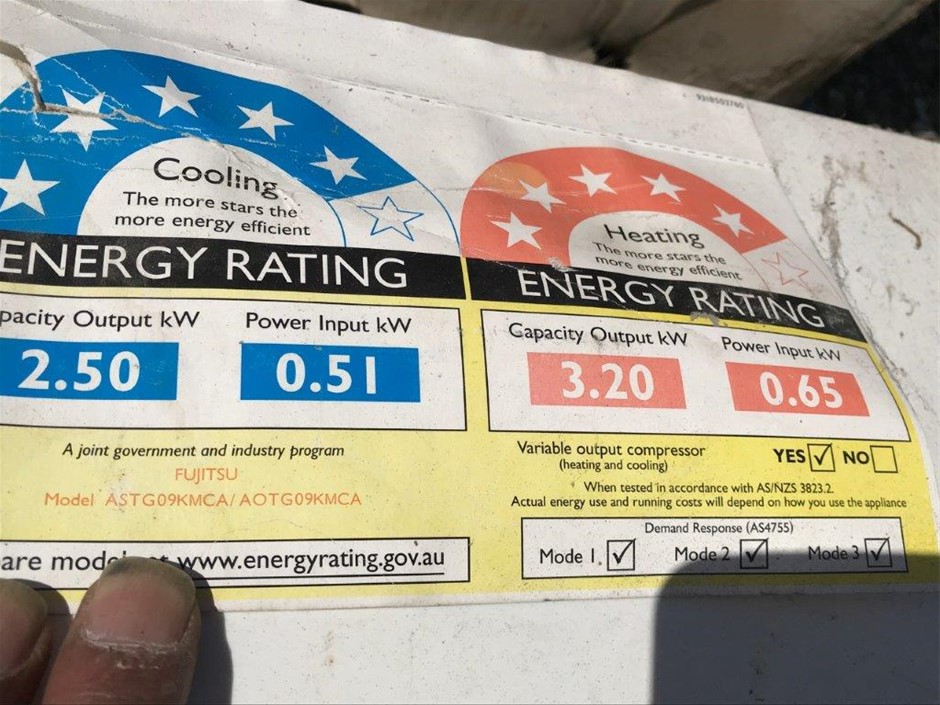 9318503760
Cooling
The more stars the
more energy efficient
ENERGY RATING
pacity Output kW
Power Input kW
2.50
0.51
A joint government and industry program
FUJITSU
Model ASTG09KMCA/ AOTG09KMCA
are model at www.energyrating.gov.au
Heating
The more stars the
more energy efficient
ENERGY RATING
Capacity Output kW
Power Input kW
3.20
0.65
Variable output compressor
(heating and cooling)
YES ☑ NO ☐
When tested in accordance with AS/NZS 3823.2.
Actual energy use and running costs will depend on how you use the appliance
Demand Response (AS4755)
Mode 1 ☑ Mode 2 ☑ Mode 3 ☑